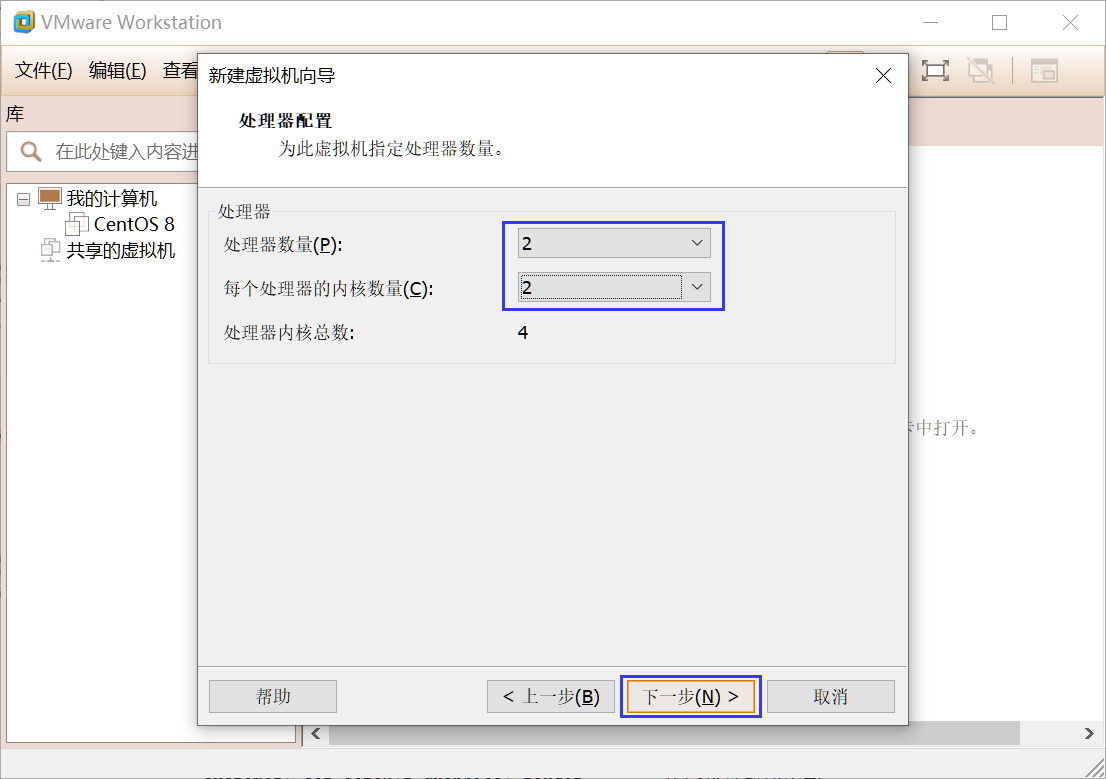 VMware Workstation
文件(F) 编辑(E) 查看
库
在此处键入内容进
我的计算机
CentOS 8
共享的虚拟机
新建虚拟机向导
处理器配置
为此虚拟机指定处理器数量。
处理器
处理器数量(P): 2
每个处理器的内核数量(C): 2
处理器内核总数: 4
中打开。
帮助 < 上一步(B) 下一步(N) > 取消